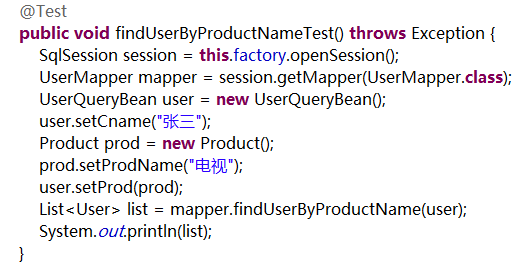 @Test
public void findUserByProductNameTest() throws Exception {
SqlSession session = this.factory.openSession();
UserMapper mapper = session.getMapper(UserMapper.class);
UserQueryBean user = new UserQueryBean();
user.setCname("张三");
Product prod = new Product();
prod.setProdName("电视");
user.setProd(prod);
List<User> list = mapper.findUserByProductName(user);
System.out.println(list);
}